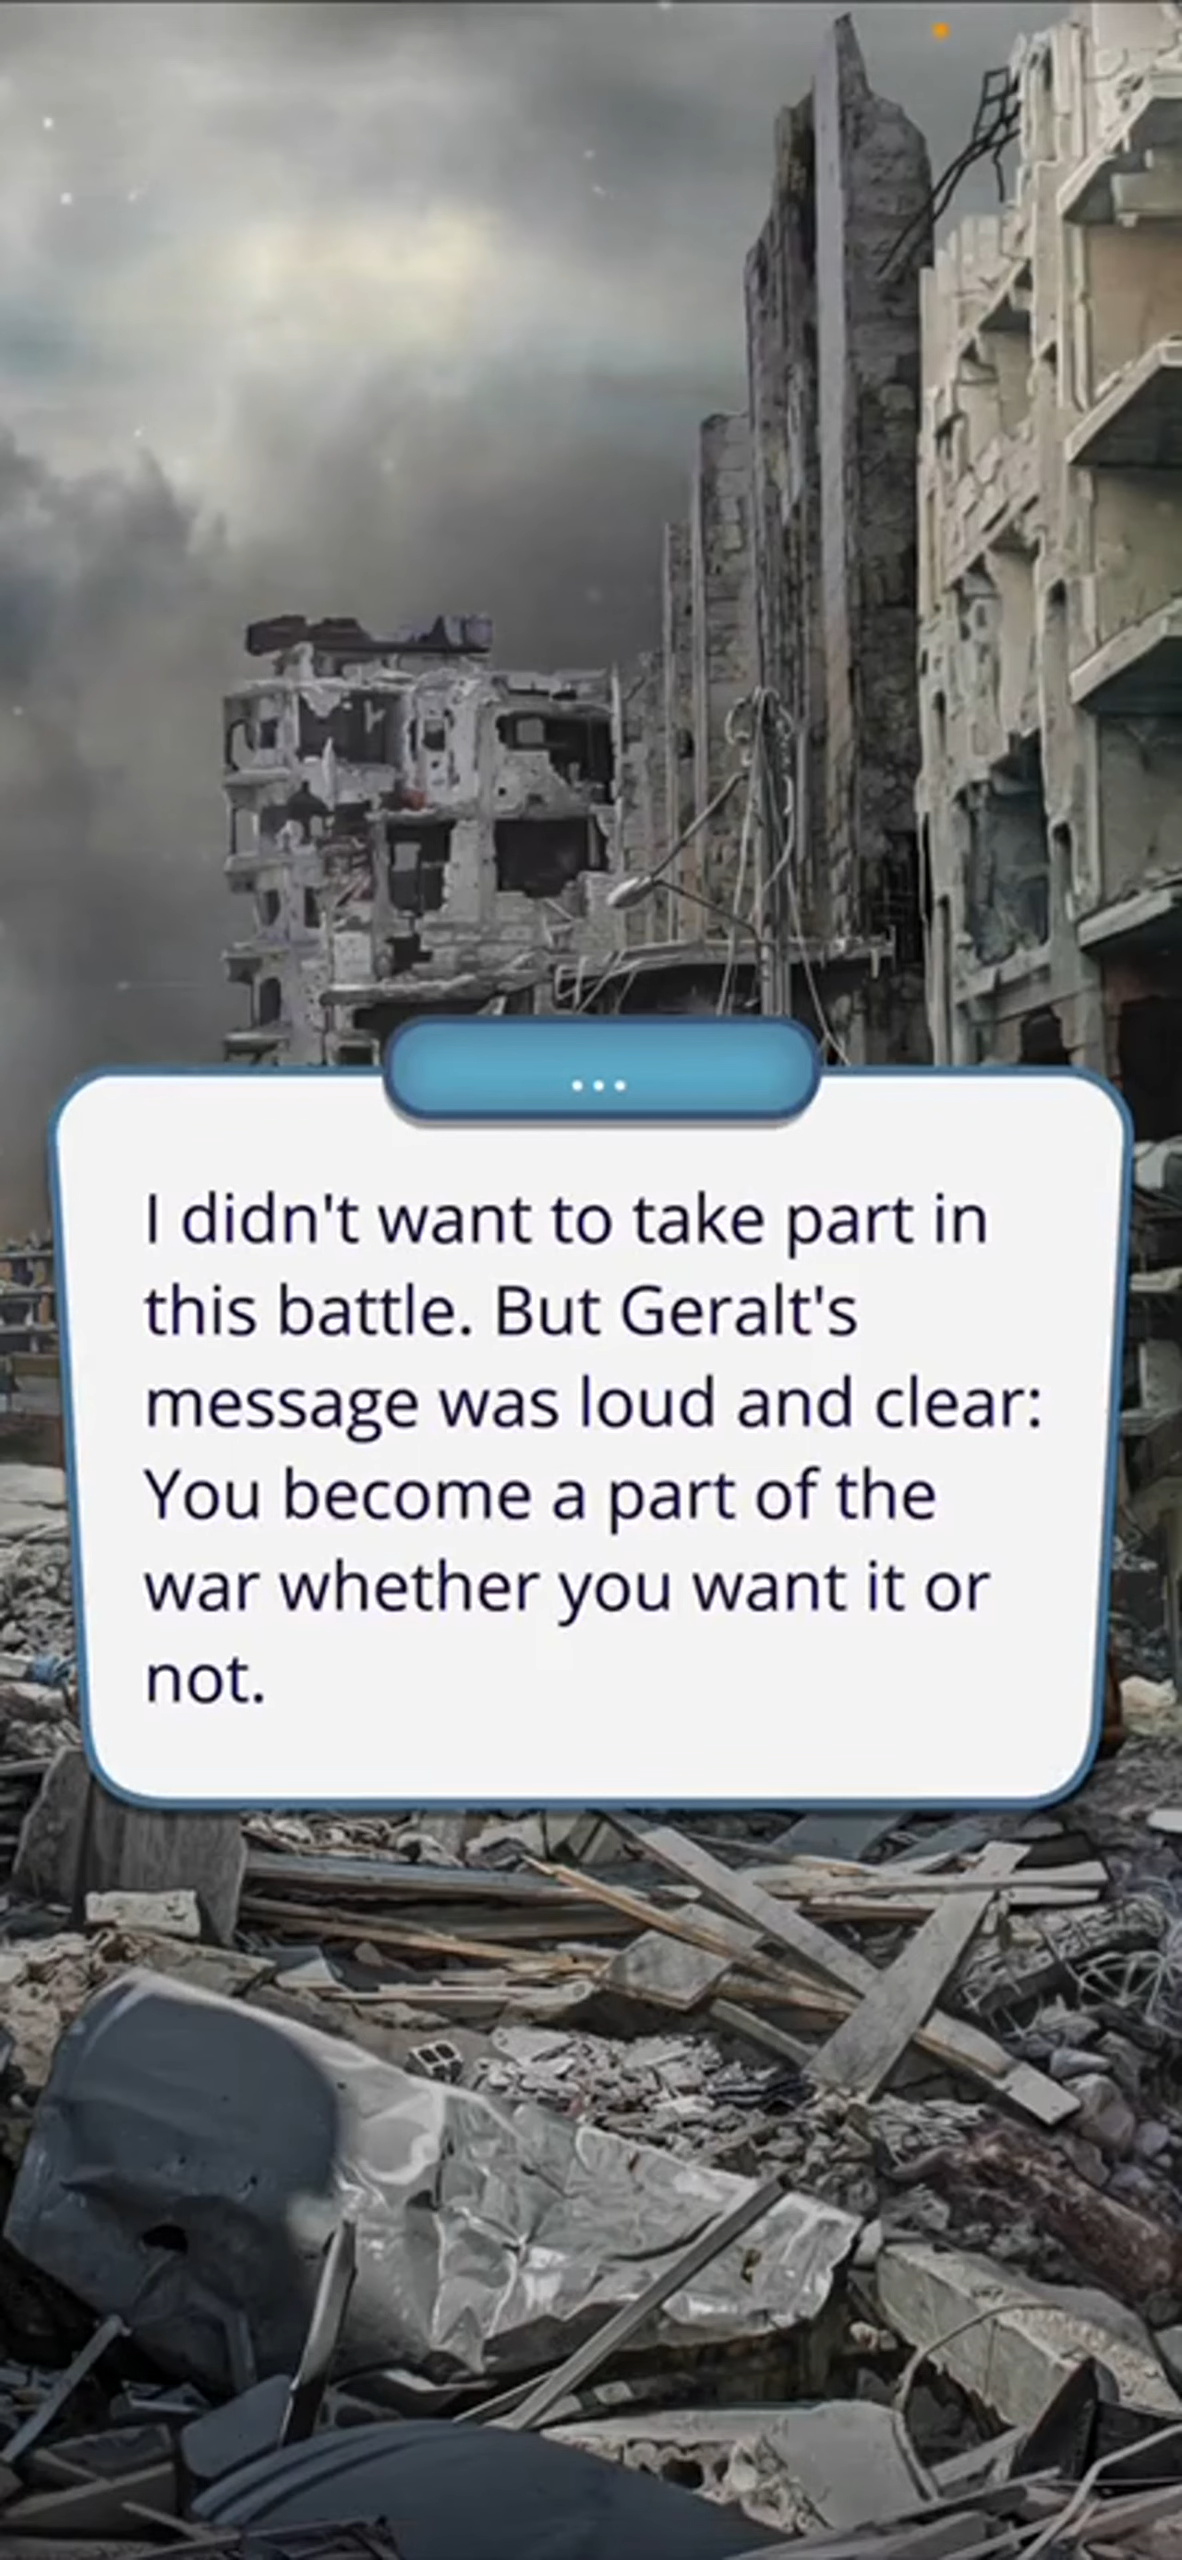 ...
I didn't want to take part in
this battle. But Geralt's
message was loud and clear:
You become a part of the
war whether you want it or
not.